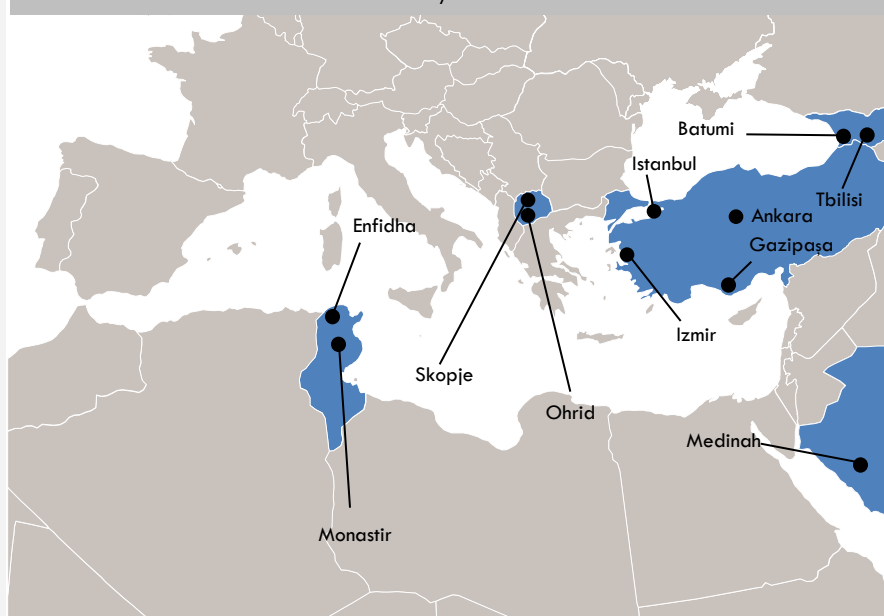 Batumi
Istanbul
Tbilisi
Ankara
Enfidha
Gazipaşa
Izmir
Skopje
Ohrid
Medinah
Monastir